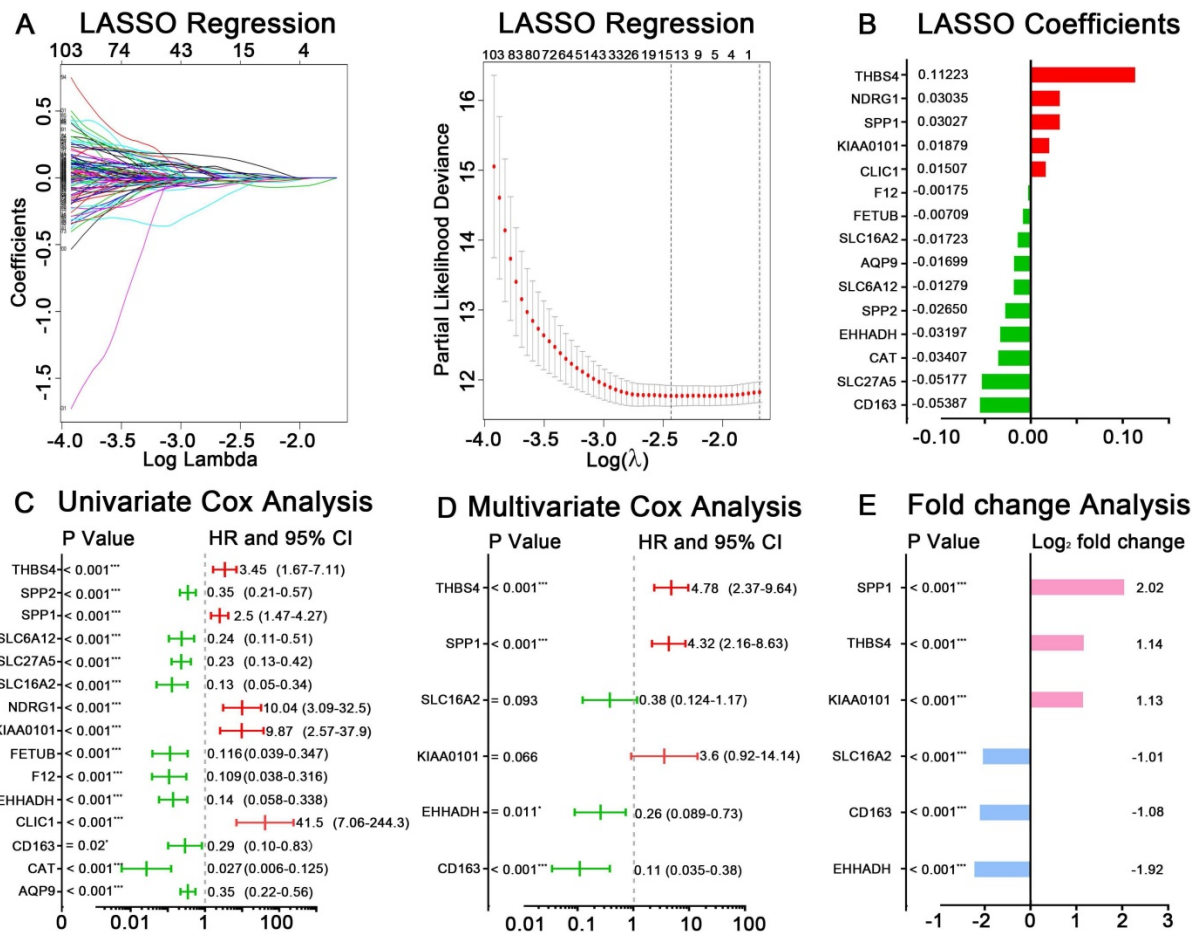 A LASSO Regression
103 74 43 15 4
0.5
0.0
-0.5
-1.0
-1.5
Coefficients
-4.0 -3.5 -3.0 -2.5 -2.0
Log Lambda
LASSO Regression
103 83 80 72 64 51 43 33 26 19 15 13 9 5 4 1
16
15
14
13
12
Partial Likelihood Deviance
-4.0 -3.5 -3.0 -2.5 -2.0
Log(λ)
B LASSO Coefficients
THBS4 0.11223
NDRG1 0.03035
SPP1 0.03027
KIAA0101 0.01879
CLIC1 0.01507
F12 -0.00175
FETUB -0.00709
SLC16A2 -0.01723
AQP9 -0.01699
SLC6A12 -0.01279
SPP2 -0.02650
EHHADH -0.03197
CAT -0.03407
SLC27A5 -0.05177
CD163 -0.05387
-0.10 0.00 0.10
C Univariate Cox Analysis
P Value HR and 95% CI
THBS4 < 0.001*** 3.45 (1.67-7.11)
SPP2 < 0.001*** 0.35 (0.21-0.57)
SPP1 < 0.001*** 2.5 (1.47-4.27)
SLC6A12 < 0.001*** 0.24 (0.11-0.51)
SLC27A5 < 0.001*** 0.23 (0.13-0.42)
SLC16A2 < 0.001*** 0.13 (0.05-0.34)
NDRG1 < 0.001*** 10.04 (3.09-32.5)
KIAA0101 < 0.001*** 9.87 (2.57-37.9)
FETUB < 0.001*** 0.116 (0.039-0.347)
F12 < 0.001*** 0.109 (0.038-0.316)
EHHADH < 0.001*** 0.14 (0.058-0.338)
CLIC1 < 0.001*** 41.5 (7.06-244.3)
CD163 = 0.02* 0.29 (0.10-0.83)
CAT < 0.001*** 0.027 (0.006-0.125)
AQP9 < 0.001*** 0.35 (0.22-0.56)
0 0.01 1 100
D Multivariate Cox Analysis
P Value HR and 95% CI
THBS4 < 0.001*** 4.78 (2.37-9.64)
SPP1 < 0.001*** 4.32 (2.16-8.63)
SLC16A2 = 0.093 0.38 (0.124-1.17)
KIAA0101 = 0.066 3.6 (0.92-14.14)
EHHADH = 0.011* 0.26 (0.089-0.73)
CD163 < 0.001*** 0.11 (0.035-0.38)
0.01 0.1 1 10 100
E Fold change Analysis
P Value Log₂ fold change
SPP1 < 0.001*** 2.02
THBS4 < 0.001*** 1.14
KIAA0101 < 0.001*** 1.13
SLC16A2 < 0.001*** -1.01
CD163 < 0.001*** -1.08
EHHADH < 0.001*** -1.92
-1 -2 0 1 2 3